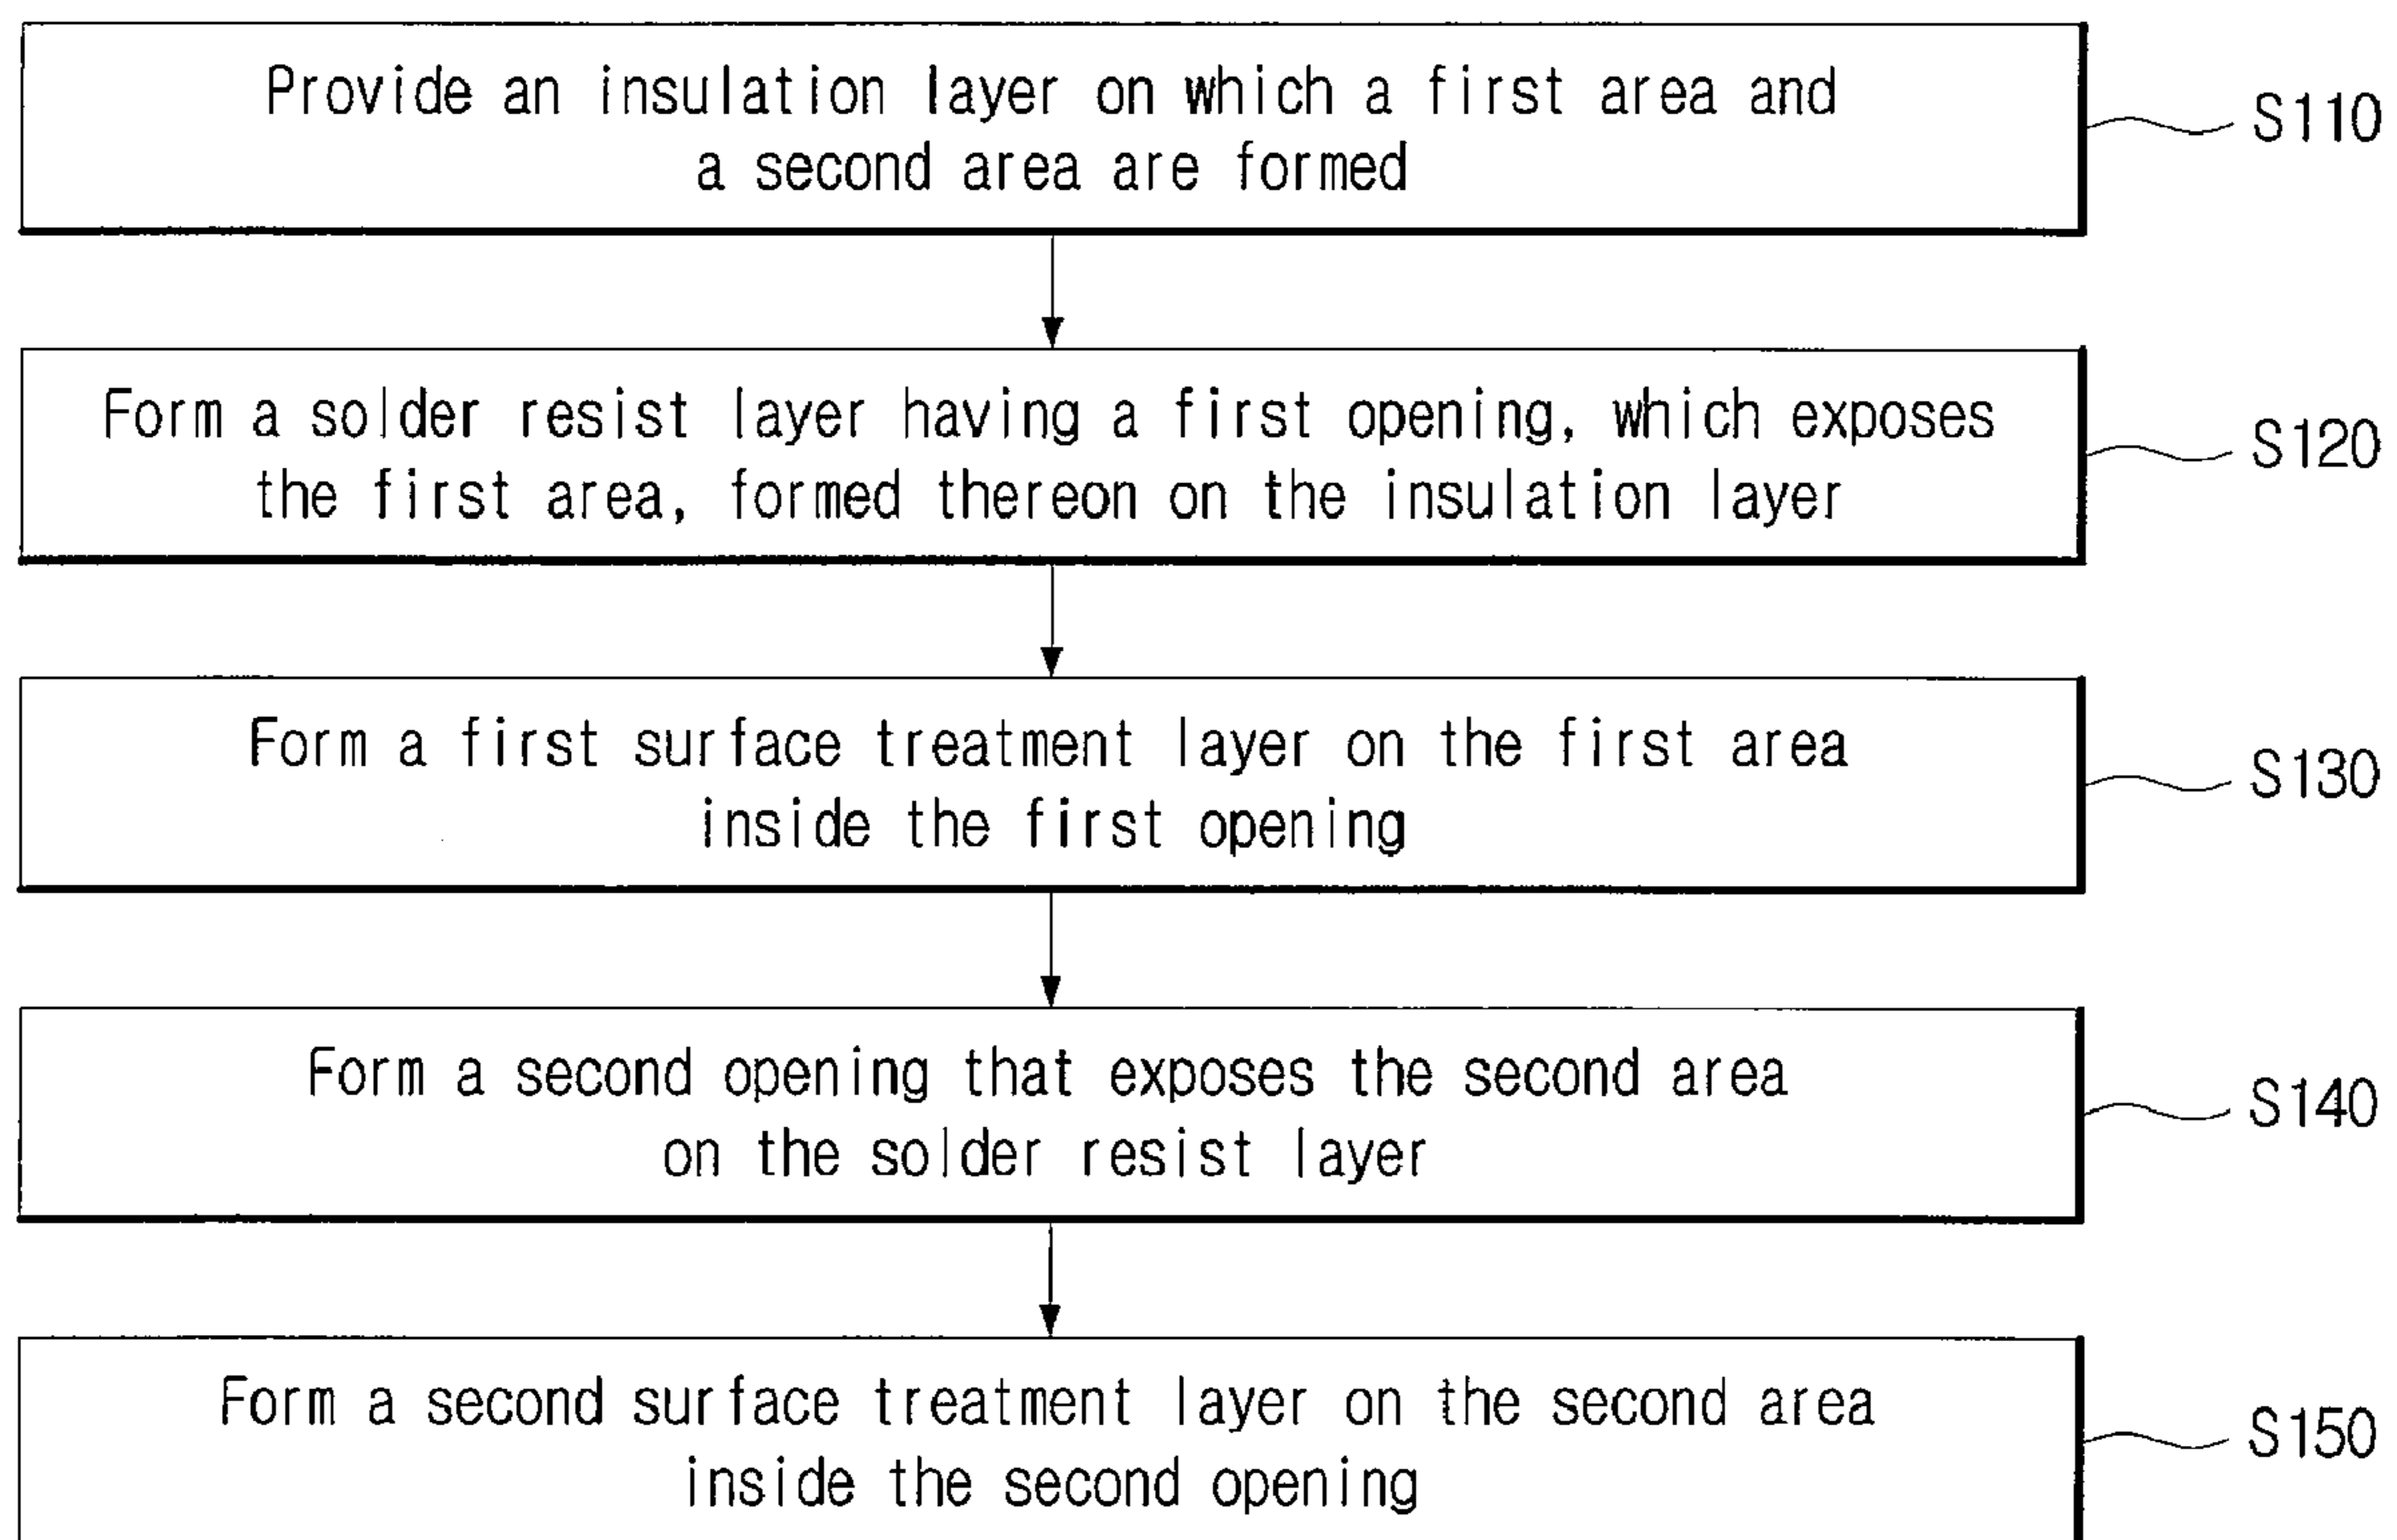 Provide an insulation layer on which a first area and
a second area are formed
S110
Form a solder resist layer having a first opening, which exposes
the first area, formed thereon on the insulation layer
S120
Form a first surface treatment layer on the first area
inside the first opening
S130
Form a second opening that exposes the second area
on the solder resist layer
S140
Form a second surface treatment layer on the second area
inside the second opening
S150